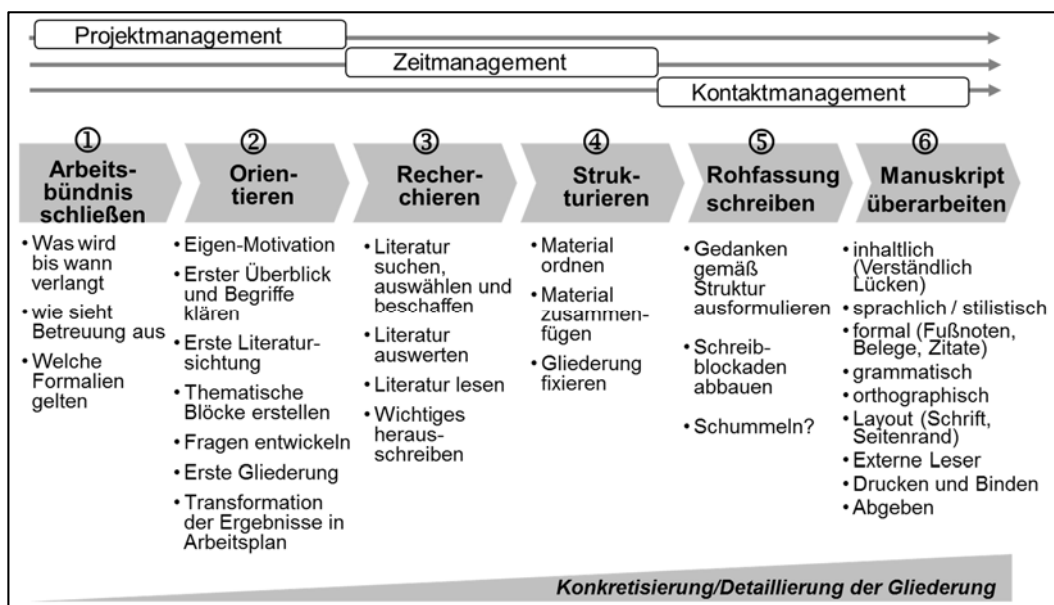 Projektmanagement
Zeitmanagement
Kontaktmanagement
①
Arbeits-
bündnis
schließen
• Was wird
bis wann
verlangt
• wie sieht
Betreuung aus
• Welche
Formalien
gelten
②
Orien-
tieren
• Eigen-Motivation
• Erster Überblick
und Begriffe
klären
• Erste Literatur-
sichtung
• Thematische
Blöcke erstellen
• Fragen entwickeln
• Erste Gliederung
• Transformation
der Ergebnisse in
Arbeitsplan
③
Recher-
chieren
• Literatur
suchen,
auswählen und
beschaffen
• Literatur
auswerten
• Literatur lesen
• Wichtiges
heraus-
schreiben
④
Struk-
turieren
• Material
ordnen
• Material
zusammen-
fügen
• Gliederung
fixieren
⑤
Rohfassung
schreiben
• Gedanken
gemäß
Struktur
ausformulieren
• Schreib-
blockaden
abbauen
• Schummeln?
⑥
Manuskript
überarbeiten
• inhaltlich
(Verständlich
Lücken)
• sprachlich / stilistisch
• formal (Fußnoten,
Belege, Zitate)
• grammatisch
• orthographisch
• Layout (Schrift,
Seitenrand)
• Externe Leser
• Drucken und Binden
• Abgeben
Konkretisierung/Detaillierung der Gliederung